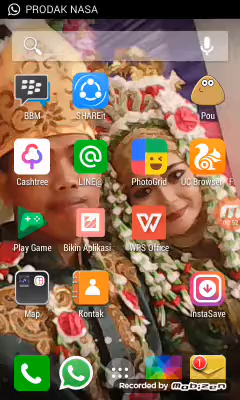 PRODAK NASA
BBM
SHAREit
Pou
Cashtree
LINE@
PhotoGrid
UC Browser
Play Game
Bikin Aplikasi
WPS Office
Map
Kontak
InstaSave
1
Recorded by Mobizen